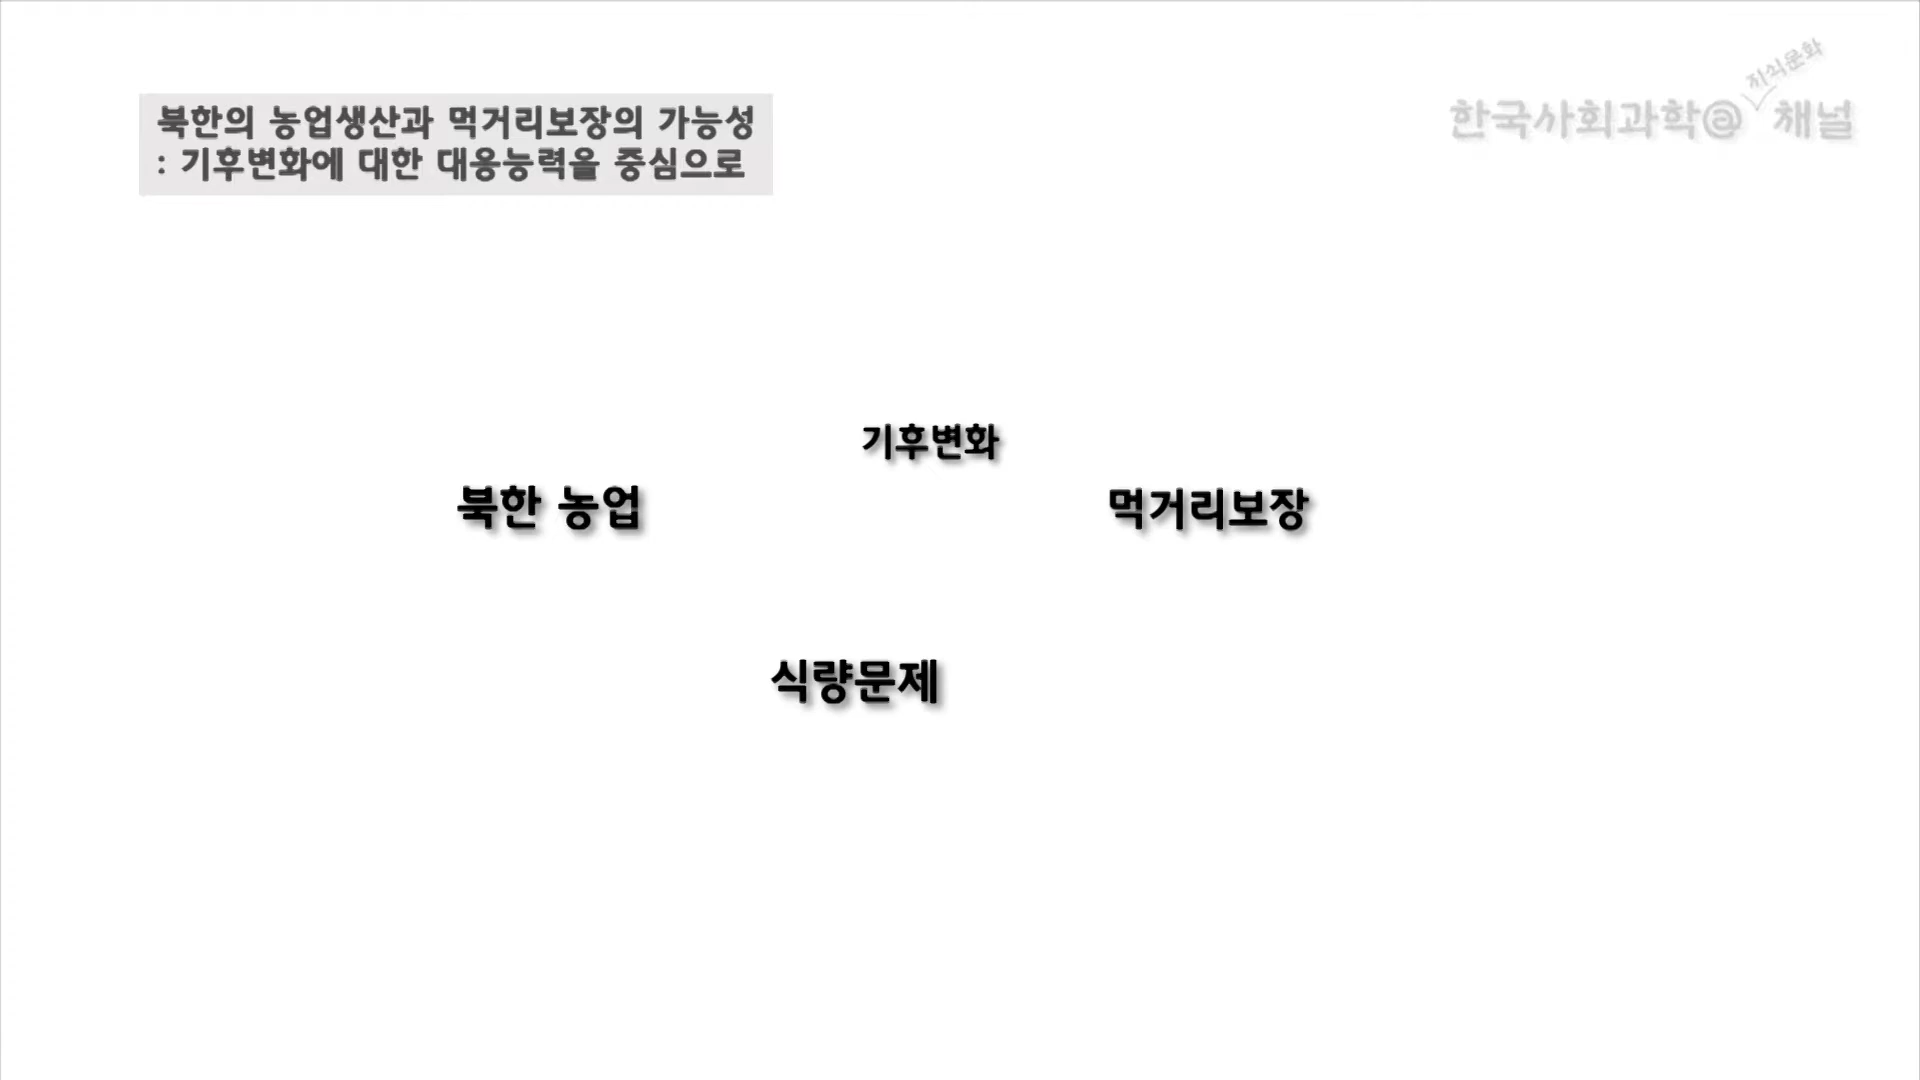 북한의 농업생산과 먹거리보장의 가능성
: 기후변화에 대한 대응능력을 중심으로
지식문화
한국사회과학@ 채널
기후변화
북한 농업
먹거리보장
식량문제